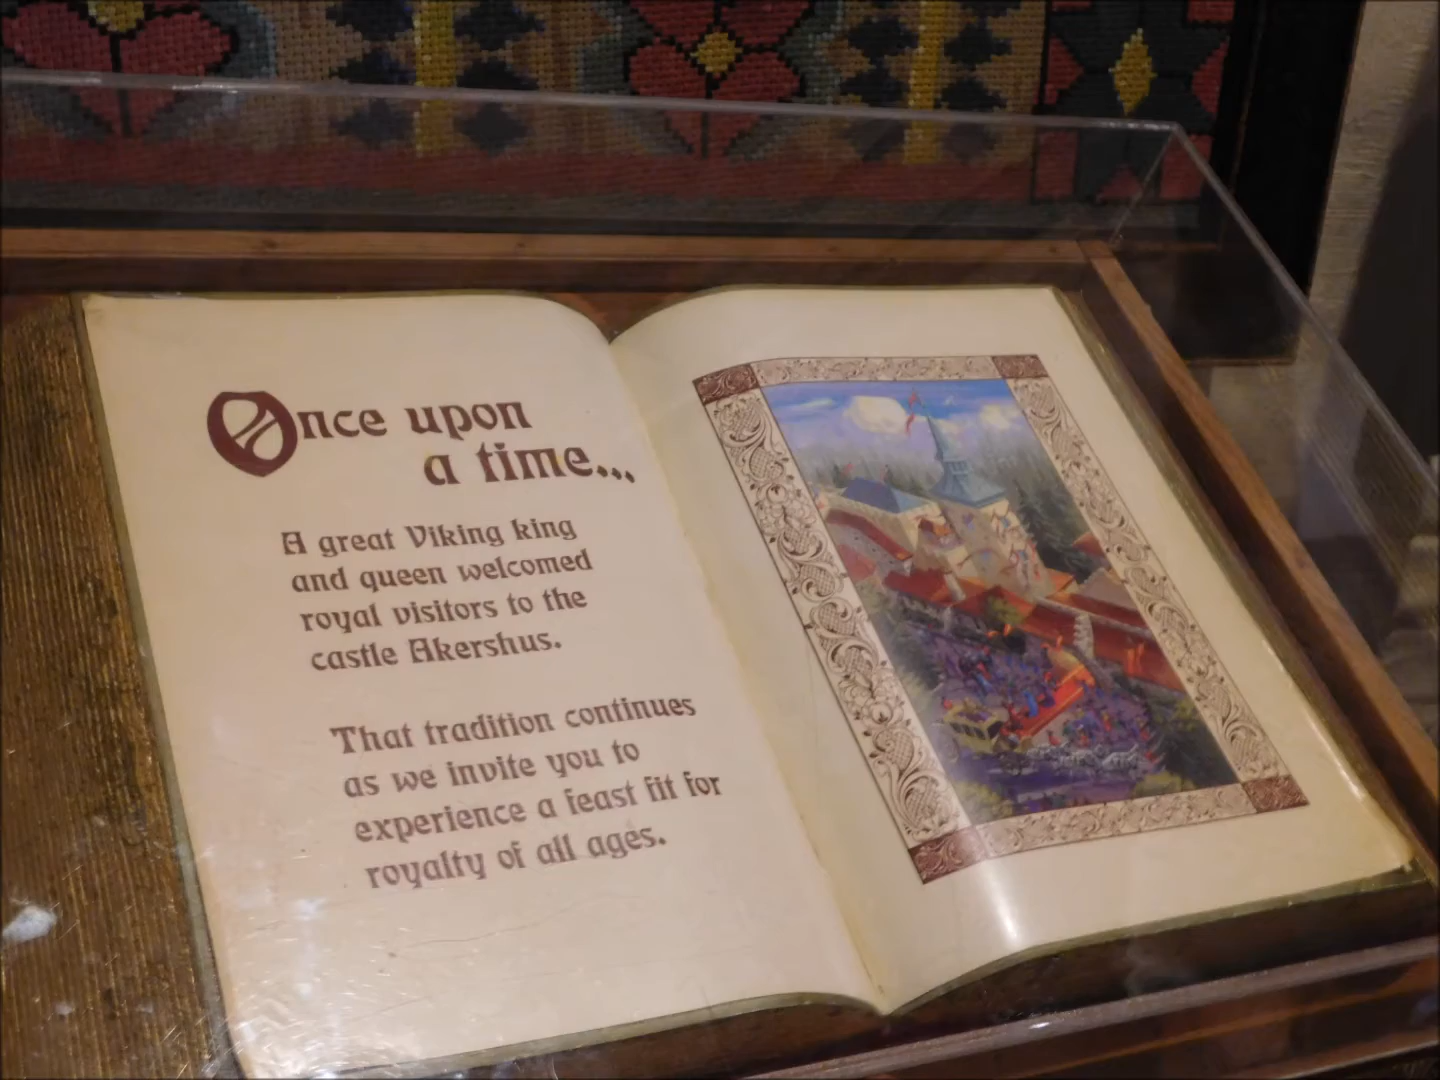 Once upon
a time...
A great Viking king
and queen welcomed
royal visitors to the
castle Akershus.
That tradition continues
as we invite you to
experience a feast fit for
royalty of all ages.